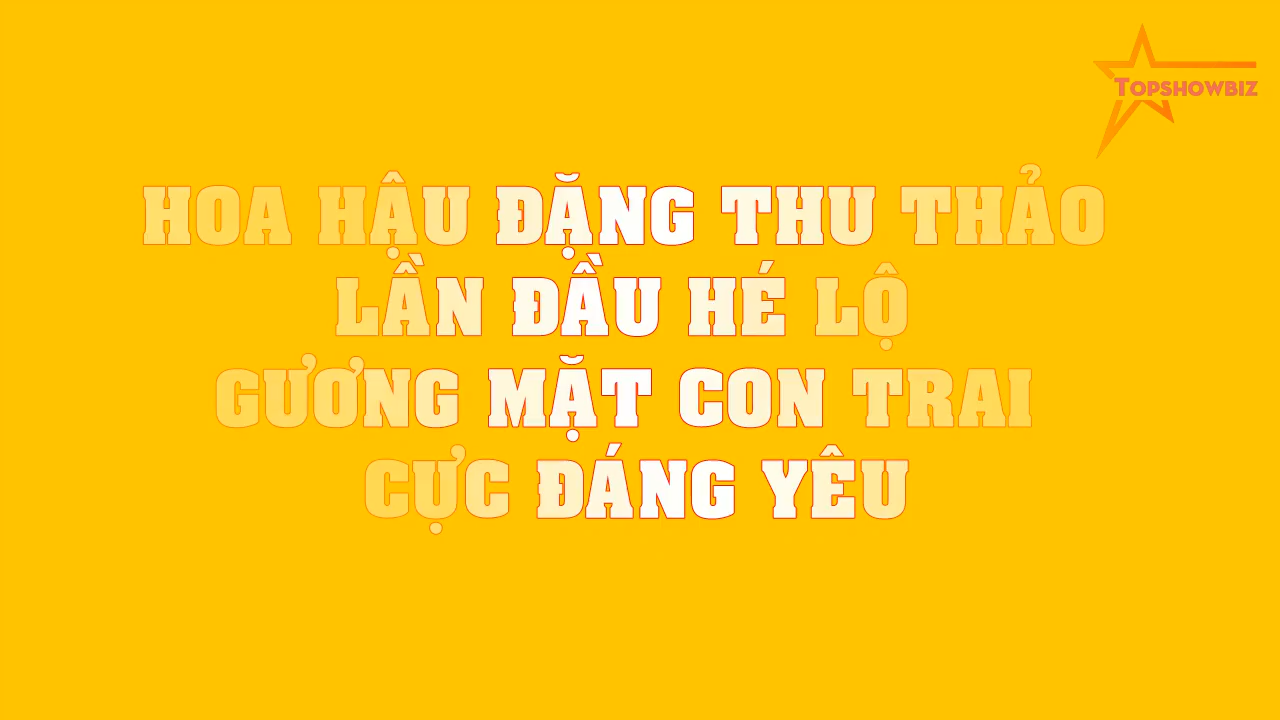 TOPSHOWBIZ
HOA HẬU ĐẶNG THU THẢO
LẦN ĐẦU HÉ LỘ
GƯƠNG MẶT CON TRAI
CỰC ĐÁNG YÊU